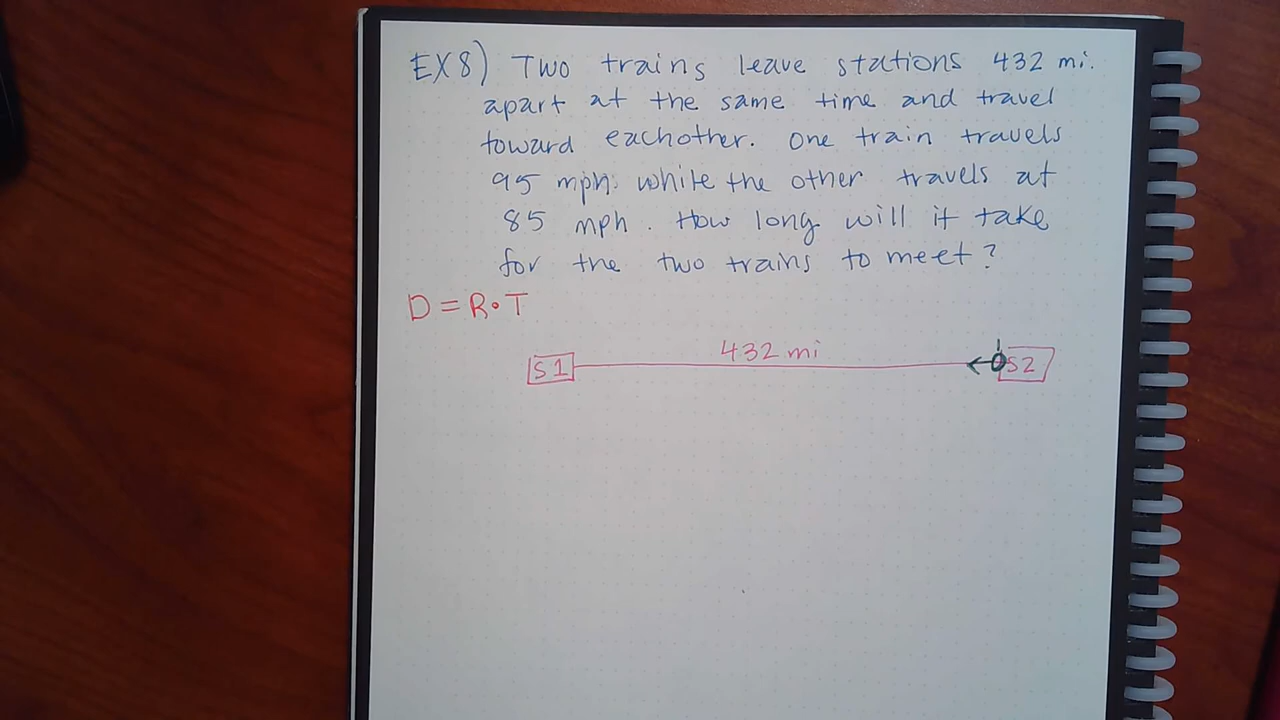 EX8) Two trains leave stations 432 mi.
apart at the same time and travel
toward eachother. One train travels
95 mph. while the other travels at
85 mph. How long will it take
for the two trains to meet?
D = R • T
432 mi
S1 S2